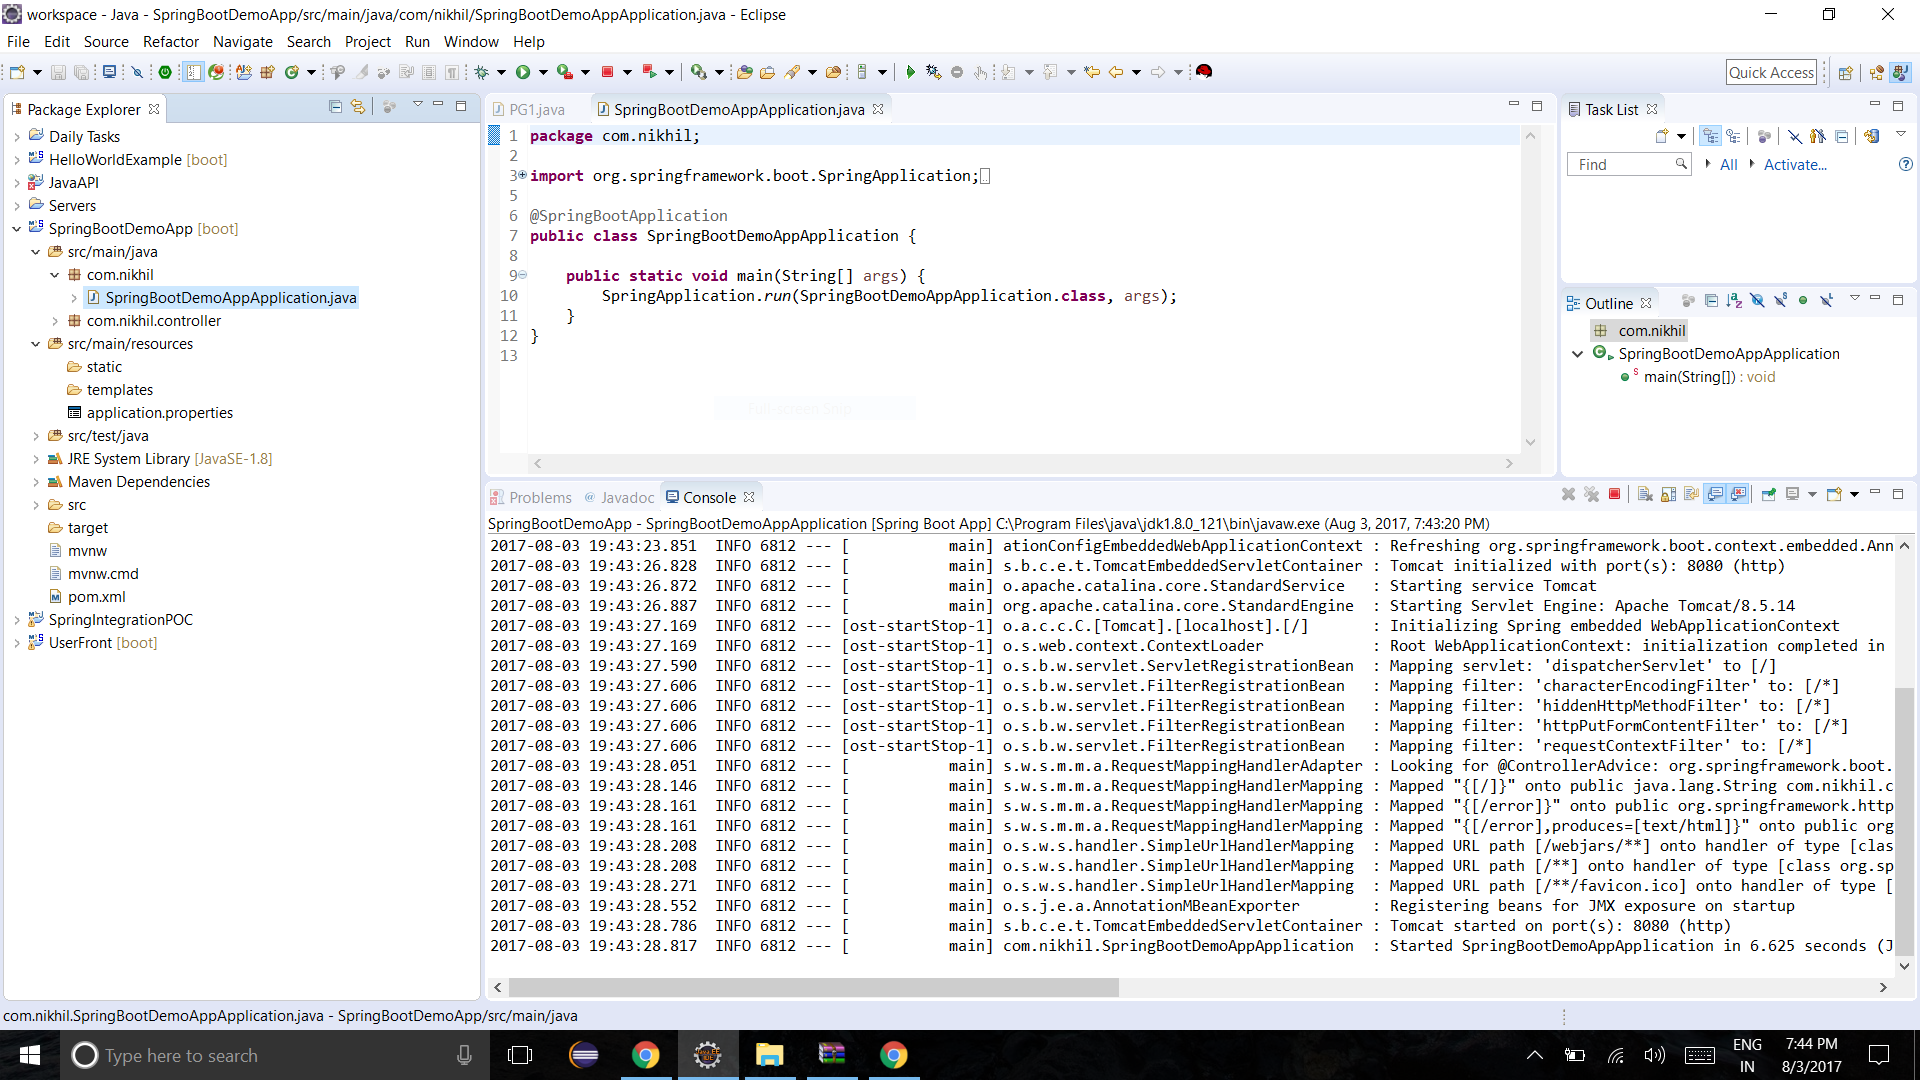 workspace - Java - SpringBootDemoApp/src/main/java/com/nikhil/SpringBootDemoAppApplication.java - Eclipse
File Edit Source Refactor Navigate Search Project Run Window Help
Quick Access
Package Explorer
Daily Tasks
HelloWorldExample [boot]
JavaAPI
Servers
SpringBootDemoApp [boot]
src/main/java
com.nikhil
SpringBootDemoAppApplication.java
com.nikhil.controller
src/main/resources
static
templates
application.properties
src/test/java
JRE System Library [JavaSE-1.8]
Maven Dependencies
src
target
mvnw
mvnw.cmd
pom.xml
SpringIntegrationPOC
UserFront [boot]
PG1.java SpringBootDemoAppApplication.java
1 package com.nikhil;
2
3 import org.springframework.boot.SpringApplication;
5
6 @SpringBootApplication
7 public class SpringBootDemoAppApplication {
8
9 public static void main(String[] args) {
10 SpringApplication.run(SpringBootDemoAppApplication.class, args);
11 }
12 }
13
Task List
Find All Activate...
Outline
com.nikhil
SpringBootDemoAppApplication
main(String[]) : void
Problems @ Javadoc Console
SpringBootDemoApp - SpringBootDemoAppApplication [Spring Boot App] C:\Program Files\java\jdk1.8.0_121\bin\javaw.exe (Aug 3, 2017, 7:43:20 PM)
2017-08-03 19:43:23.851 INFO 6812 --- [ main] ationConfigEmbeddedWebApplicationContext : Refreshing org.springframework.boot.context.embedded.Ann
2017-08-03 19:43:26.828 INFO 6812 --- [ main] s.b.c.e.t.TomcatEmbeddedServletContainer : Tomcat initialized with port(s): 8080 (http)
2017-08-03 19:43:26.872 INFO 6812 --- [ main] o.apache.catalina.core.StandardService : Starting service Tomcat
2017-08-03 19:43:26.887 INFO 6812 --- [ main] org.apache.catalina.core.StandardEngine : Starting Servlet Engine: Apache Tomcat/8.5.14
2017-08-03 19:43:27.169 INFO 6812 --- [ost-startStop-1] o.a.c.c.C.[Tomcat].[localhost].[/] : Initializing Spring embedded WebApplicationContext
2017-08-03 19:43:27.169 INFO 6812 --- [ost-startStop-1] o.s.web.context.ContextLoader : Root WebApplicationContext: initialization completed in
2017-08-03 19:43:27.590 INFO 6812 --- [ost-startStop-1] o.s.b.w.servlet.ServletRegistrationBean : Mapping servlet: 'dispatcherServlet' to [/]
2017-08-03 19:43:27.606 INFO 6812 --- [ost-startStop-1] o.s.b.w.servlet.FilterRegistrationBean : Mapping filter: 'characterEncodingFilter' to: [/*]
2017-08-03 19:43:27.606 INFO 6812 --- [ost-startStop-1] o.s.b.w.servlet.FilterRegistrationBean : Mapping filter: 'hiddenHttpMethodFilter' to: [/*]
2017-08-03 19:43:27.606 INFO 6812 --- [ost-startStop-1] o.s.b.w.servlet.FilterRegistrationBean : Mapping filter: 'httpPutFormContentFilter' to: [/*]
2017-08-03 19:43:27.606 INFO 6812 --- [ost-startStop-1] o.s.b.w.servlet.FilterRegistrationBean : Mapping filter: 'requestContextFilter' to: [/*]
2017-08-03 19:43:28.051 INFO 6812 --- [ main] s.w.s.m.m.a.RequestMappingHandlerAdapter : Looking for @ControllerAdvice: org.springframework.boot.
2017-08-03 19:43:28.146 INFO 6812 --- [ main] s.w.s.m.m.a.RequestMappingHandlerMapping : Mapped "{[/]}" onto public java.lang.String com.nikhil.c
2017-08-03 19:43:28.161 INFO 6812 --- [ main] s.w.s.m.m.a.RequestMappingHandlerMapping : Mapped "{[/error]}" onto public org.springframework.http
2017-08-03 19:43:28.161 INFO 6812 --- [ main] s.w.s.m.m.a.RequestMappingHandlerMapping : Mapped "{[/error],produces=[text/html]}" onto public org
2017-08-03 19:43:28.208 INFO 6812 --- [ main] o.s.w.s.handler.SimpleUrlHandlerMapping : Mapped URL path [/webjars/**] onto handler of type [clas
2017-08-03 19:43:28.208 INFO 6812 --- [ main] o.s.w.s.handler.SimpleUrlHandlerMapping : Mapped URL path [/**] onto handler of type [class org.sp
2017-08-03 19:43:28.271 INFO 6812 --- [ main] o.s.w.s.handler.SimpleUrlHandlerMapping : Mapped URL path [/**/favicon.ico] onto handler of type [
2017-08-03 19:43:28.552 INFO 6812 --- [ main] o.s.j.e.a.AnnotationMBeanExporter : Registering beans for JMX exposure on startup
2017-08-03 19:43:28.786 INFO 6812 --- [ main] s.b.c.e.t.TomcatEmbeddedServletContainer : Tomcat started on port(s): 8080 (http)
2017-08-03 19:43:28.817 INFO 6812 --- [ main] com.nikhil.SpringBootDemoAppApplication : Started SpringBootDemoAppApplication in 6.625 seconds (J
com.nikhil.SpringBootDemoAppApplication.java - SpringBootDemoApp/src/main/java
Type here to search
ENG
IN
7:44 PM
8/3/2017